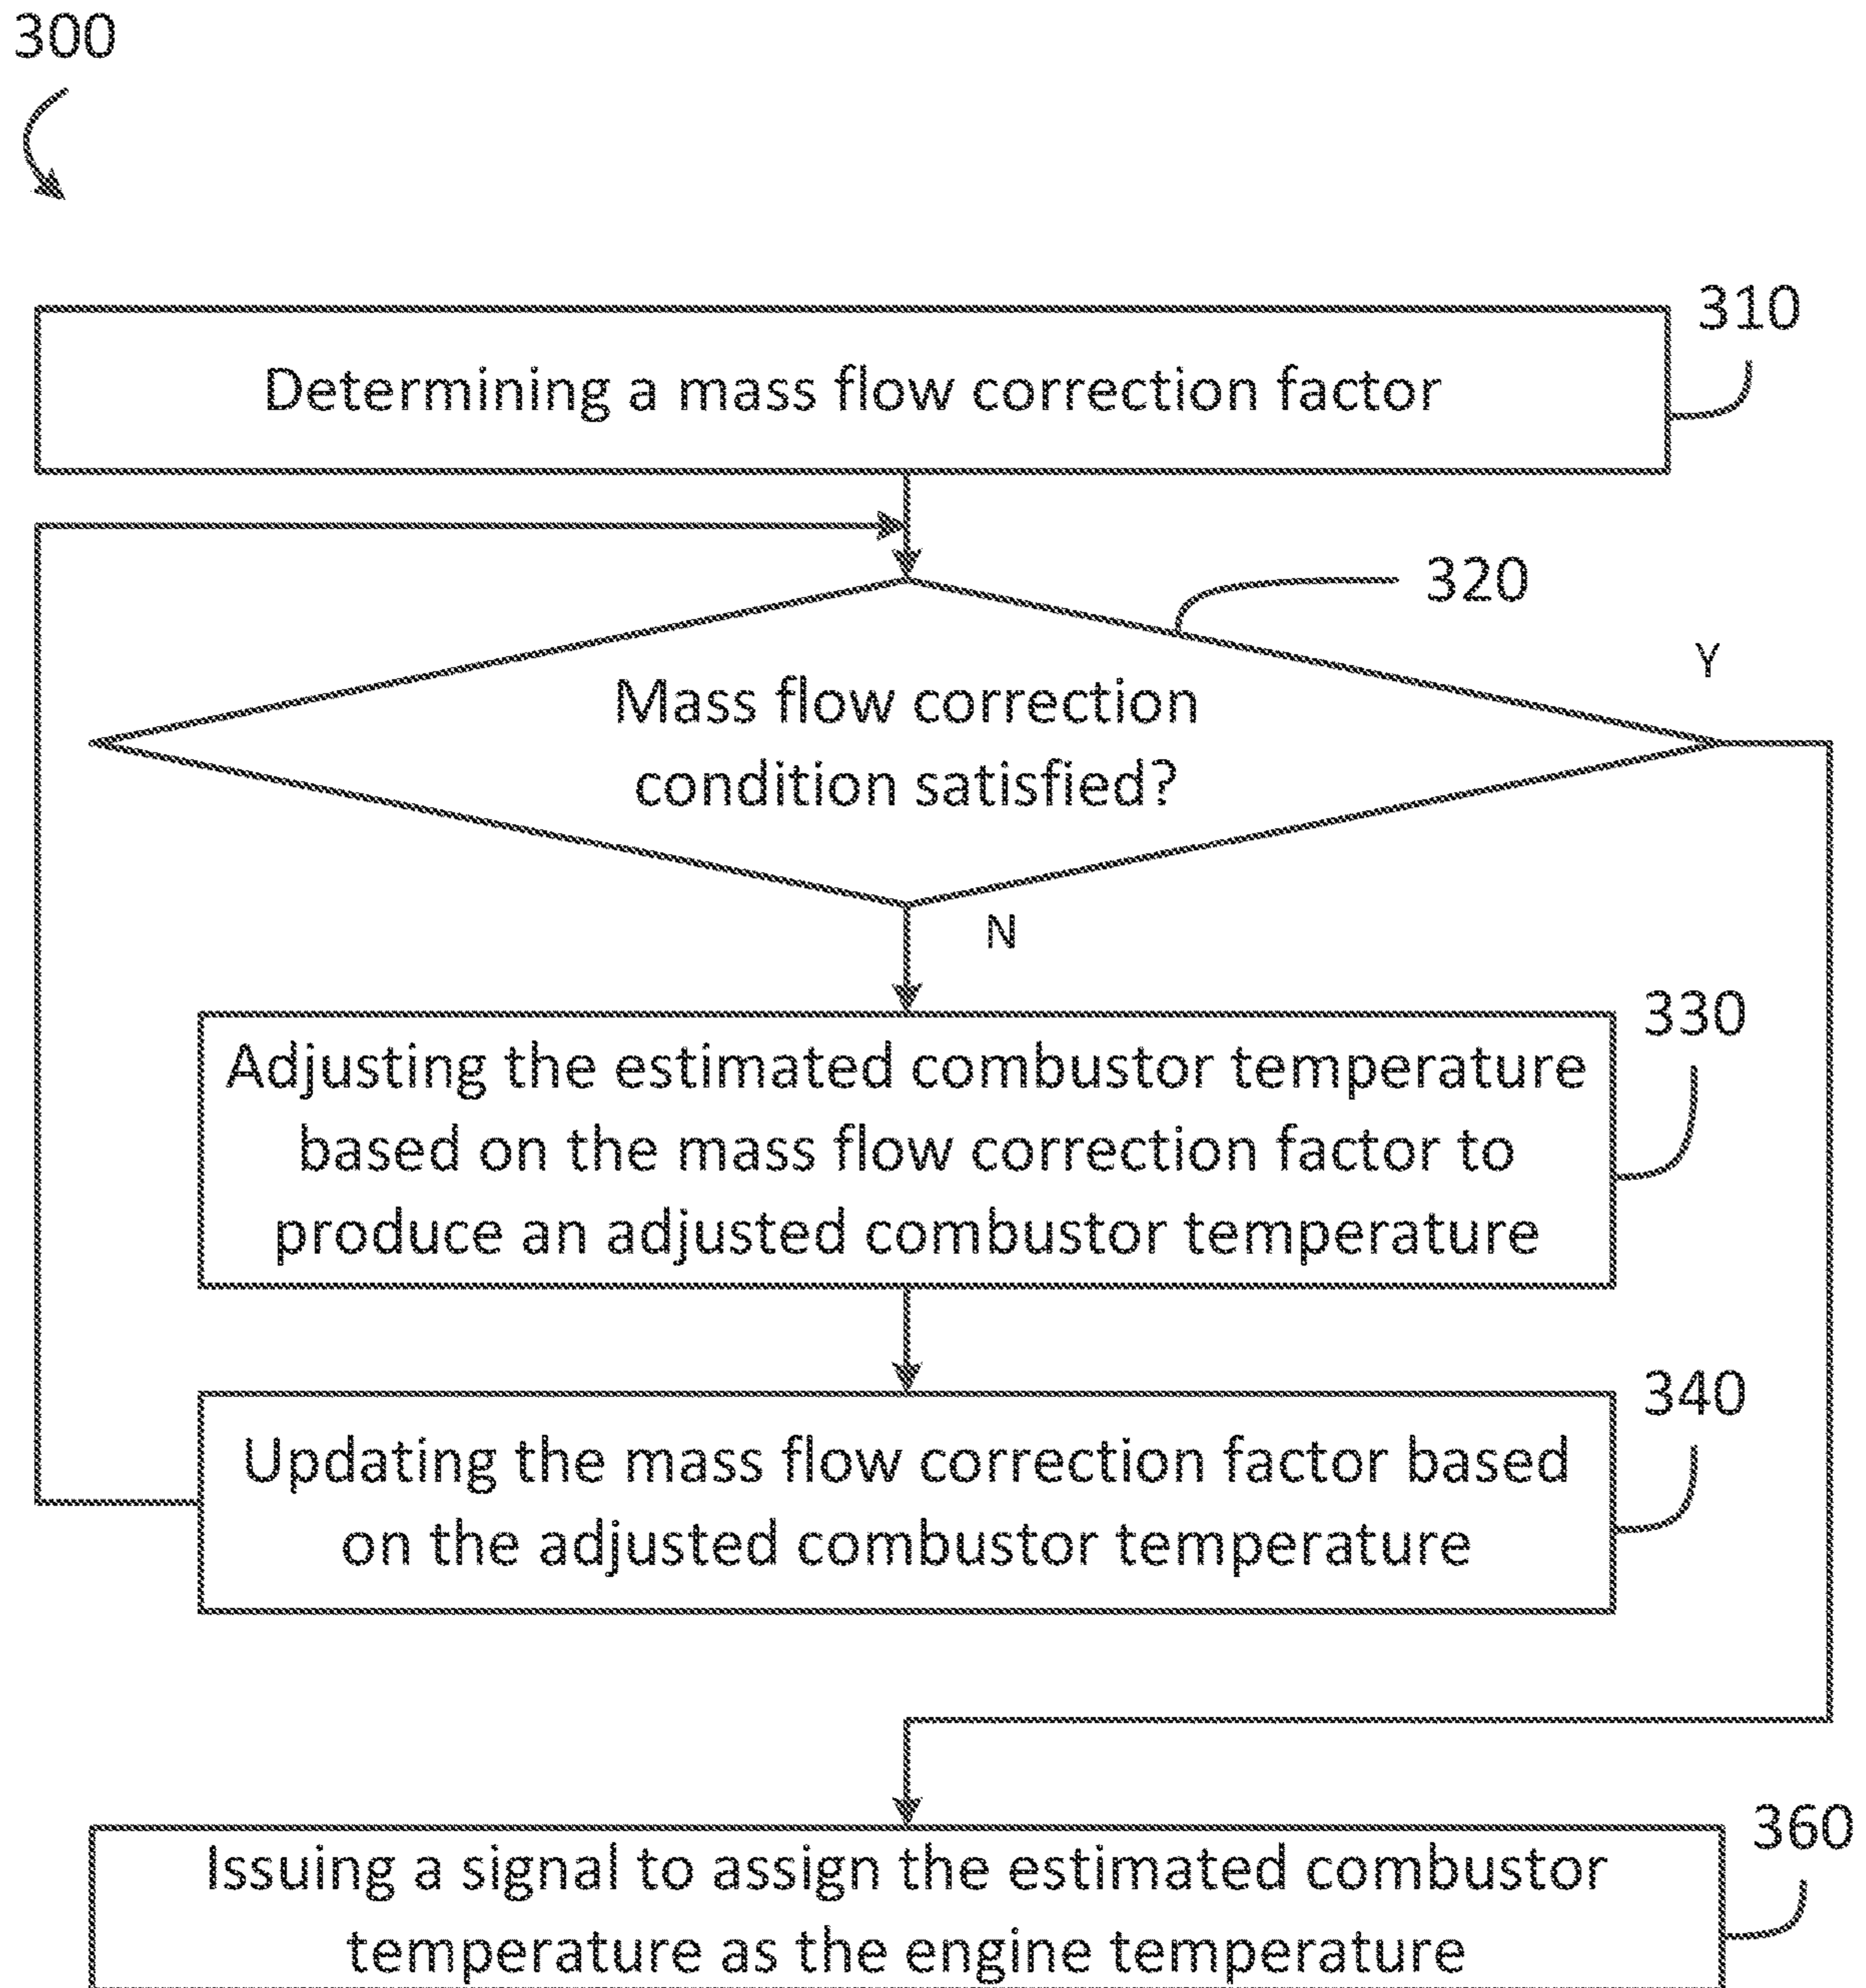 300
310
Determining a mass flow correction factor
320
Y
Mass flow correction
condition satisfied?
N
330
Adjusting the estimated combustor temperature
based on the mass flow correction factor to
produce an adjusted combustor temperature
340
Updating the mass flow correction factor based
on the adjusted combustor temperature
360
Issuing a signal to assign the estimated combustor
temperature as the engine temperature